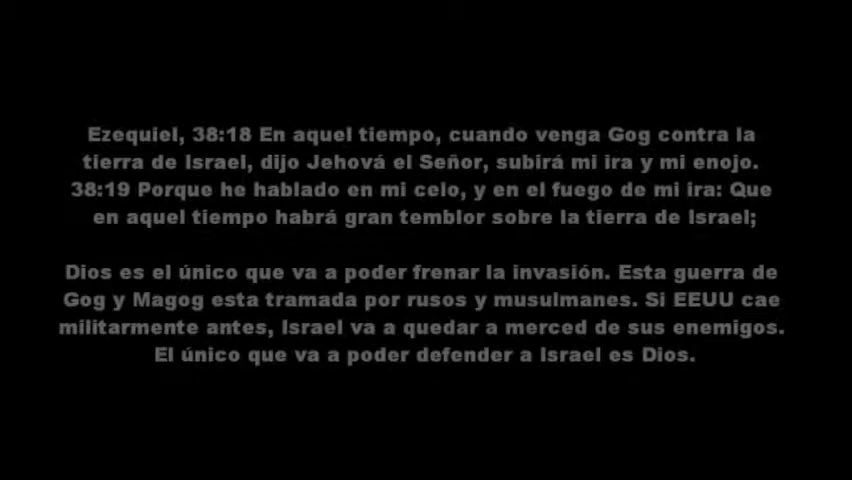 Ezequiel, 38:18 En aquel tiempo, cuando venga Gog contra la
tierra de Israel, dijo Jehová el Señor, subirá mi ira y mi enojo.
38:19 Porque he hablado en mi celo, y en el fuego de mi ira: Que
en aquel tiempo habrá gran temblor sobre la tierra de Israel;
Dios es el único que va a poder frenar la invasión. Esta guerra de
Gog y Magog esta tramada por rusos y musulmanes. Si EEUU cae
militarmente antes, Israel va a quedar a merced de sus enemigos.
El único que va a poder defender a Israel es Dios.